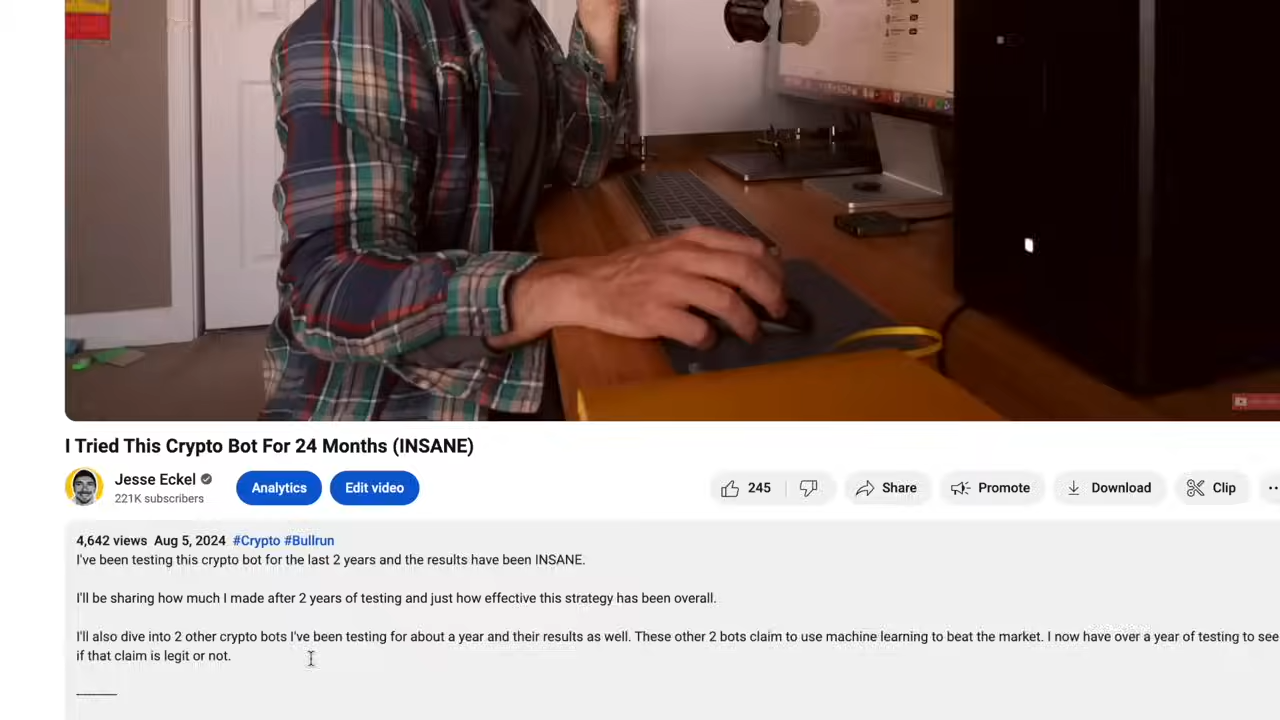 I Tried This Crypto Bot For 24 Months (INSANE)
Jesse Eckel
221K subscribers
Analytics
Edit video
245
Share
Promote
Download
Clip
4,642 views Aug 5, 2024 #Crypto #Bullrun
I've been testing this crypto bot for the last 2 years and the results have been INSANE.
I'll be sharing how much I made after 2 years of testing and just how effective this strategy has been overall.
I'll also dive into 2 other crypto bots I've been testing for about a year and their results as well. These other 2 bots claim to use machine learning to beat the market. I now have over a year of testing to see
if that claim is legit or not.